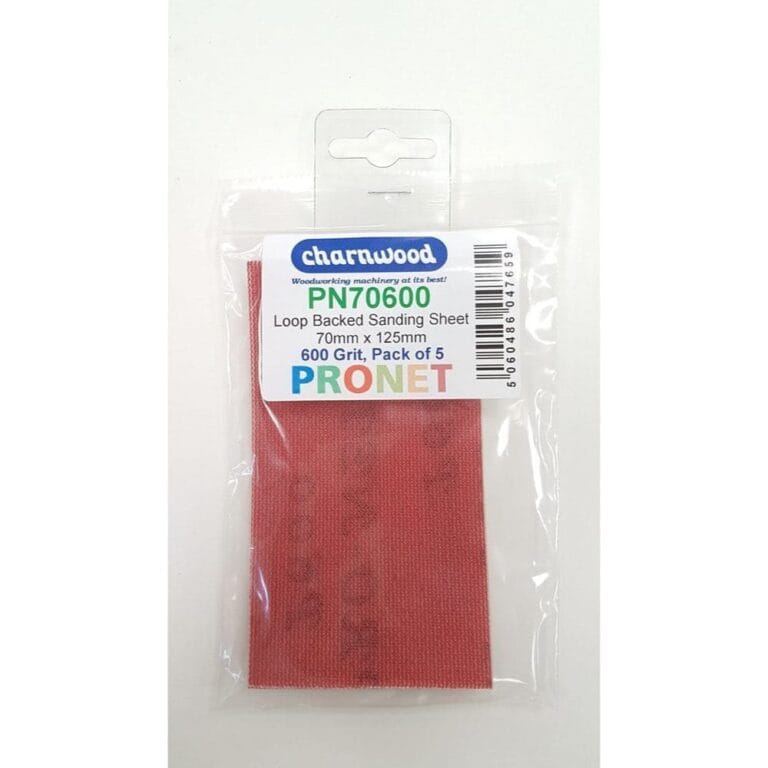 charnwood
Woodworking machinery at its best!
PN70600
Loop Backed Sanding Sheet
70mm x 125mm
600 Grit, Pack of 5
PRONET
5 060486 047659